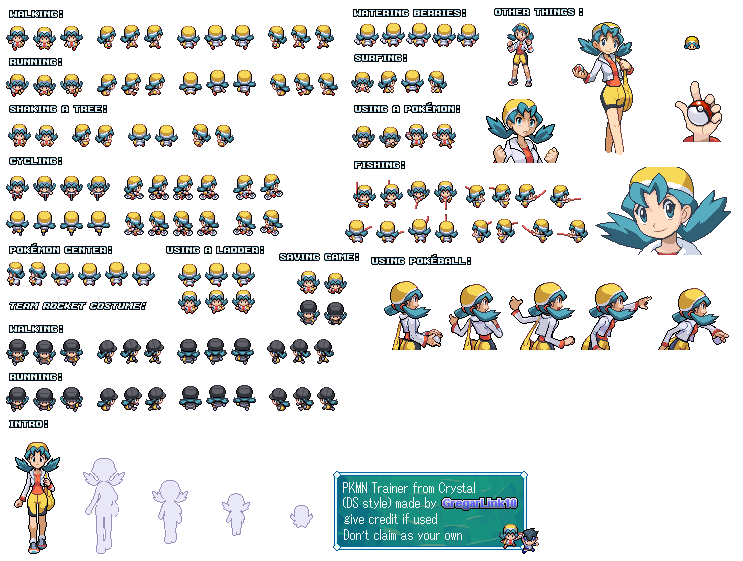 WALKING:
RUNNING:
SHAKING A TREE:
CYCLING:
POKÉMON CENTER:
USING A LADDER:
SAVING GAME:
TEAM ROCKET COSTUME:
WALKING:
RUNNING:
INTRO:
WATERING BERRIES:
SURFING:
USING A POKÉMON:
FISHING:
USING POKÉBALL:
OTHER THINGS :
PKMN Trainer from Crystal
(DS style) made by GregarLink10
give credit if used
Don't claim as your own